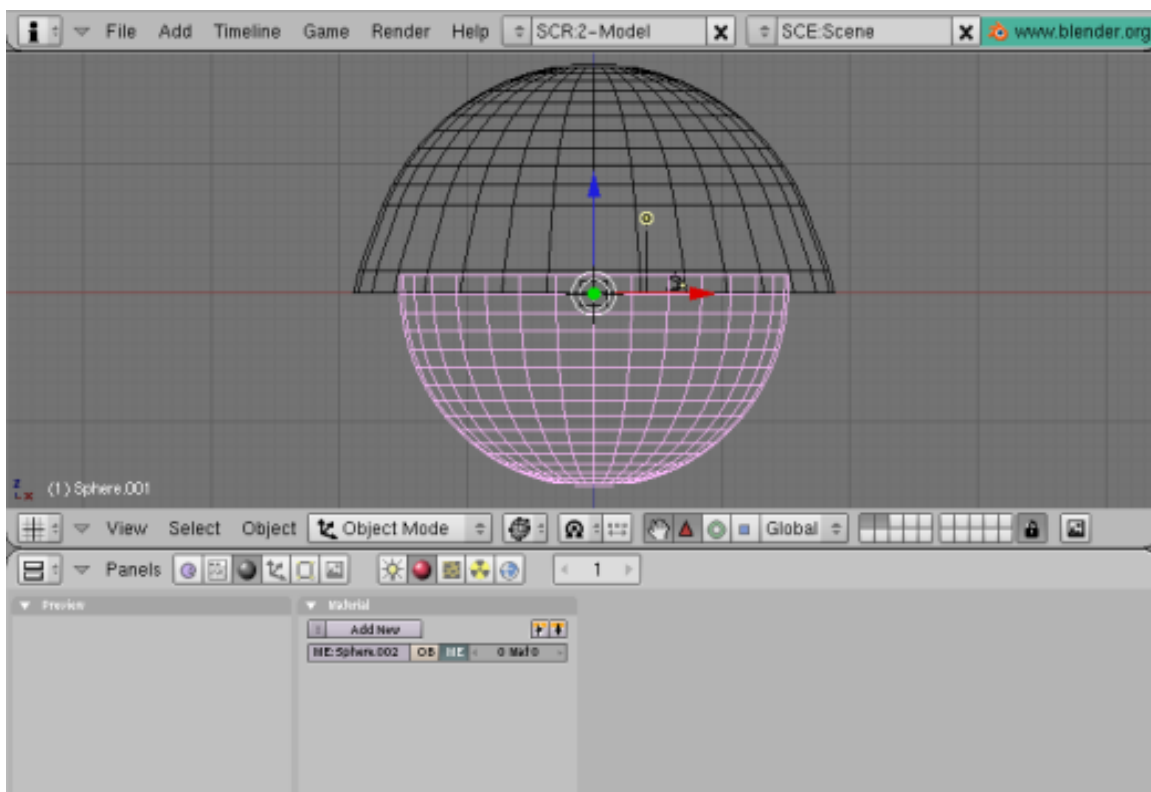 File Add Timeline Game Render Help SCR:2-Model X SCE:Scene X www.blender.org
Z
X
(1) Sphere.001
View Select Object Object Mode Global
Panels 1
Preview Material
Add New
ME:Sphere.002 OB ME 0 Mat 0